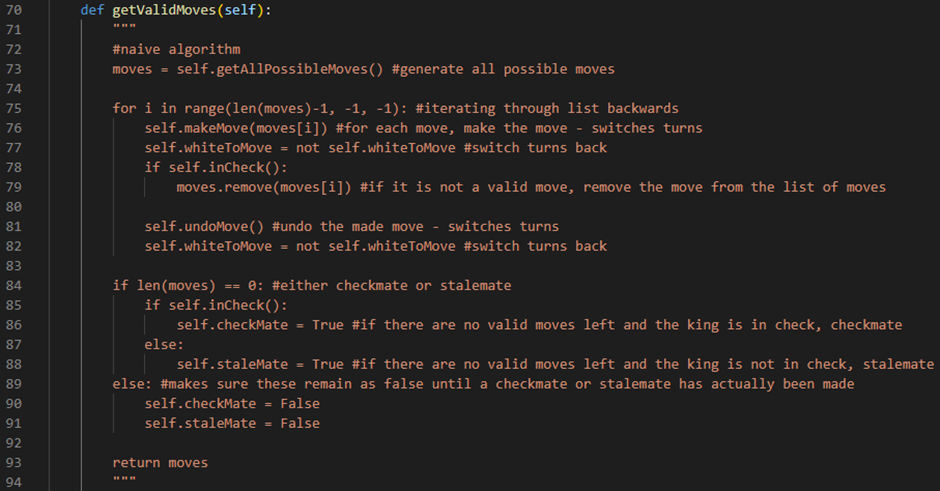 70 def getValidMoves(self):
71 """
72 #naive algorithm
73 moves = self.getAllPossibleMoves() #generate all possible moves
74
75 for i in range(len(moves)-1, -1, -1): #iterating through list backwards
76 self.makeMove(moves[i]) #for each move, make the move - switches turns
77 self.whiteToMove = not self.whiteToMove #switch turns back
78 if self.inCheck():
79 moves.remove(moves[i]) #if it is not a valid move, remove the move from the list of moves
80
81 self.undoMove() #undo the made move - switches turns
82 self.whiteToMove = not self.whiteToMove #switch turns back
83
84 if len(moves) == 0: #either checkmate or stalemate
85 if self.inCheck():
86 self.checkMate = True #if there are no valid moves left and the king is in check, checkmate
87 else:
88 self.staleMate = True #if there are no valid moves left and the king is not in check, stalemate
89 else: #makes sure these remain as false until a checkmate or stalemate has actually been made
90 self.checkMate = False
91 self.staleMate = False
92
93 return moves
94 """